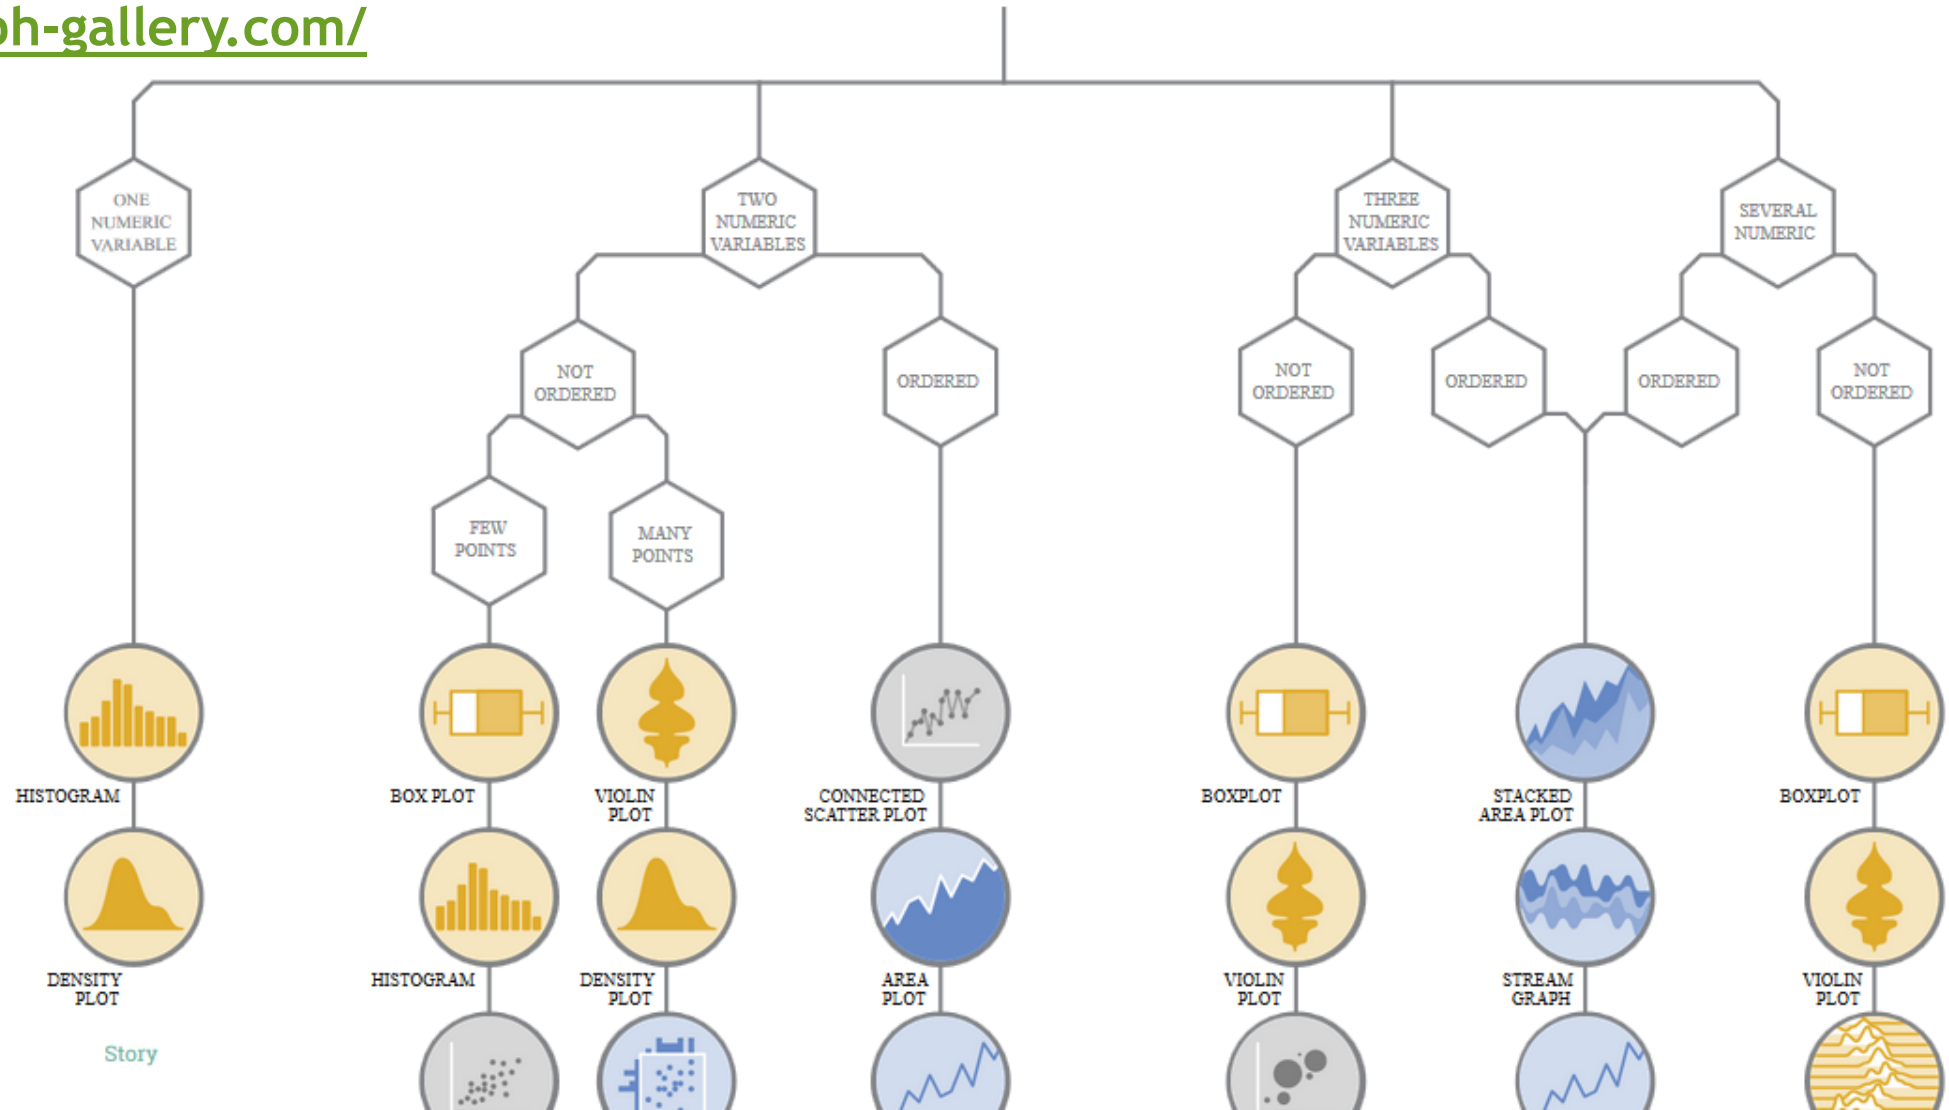 ph-gallery.com/
ONE
NUMERIC
VARIABLE
TWO
NUMERIC
VARIABLES
THREE
NUMERIC
VARIABLES
SEVERAL
NUMERIC
NOT
ORDERED
ORDERED
NOT
ORDERED
ORDERED
ORDERED
NOT
ORDERED
FEW
POINTS
MANY
POINTS
HISTOGRAM
BOX PLOT
VIOLIN
PLOT
CONNECTED
SCATTER PLOT
BOXPLOT
STACKED
AREA PLOT
BOXPLOT
DENSITY
PLOT
HISTOGRAM
DENSITY
PLOT
AREA
PLOT
VIOLIN
PLOT
STREAM
GRAPH
VIOLIN
PLOT
Story